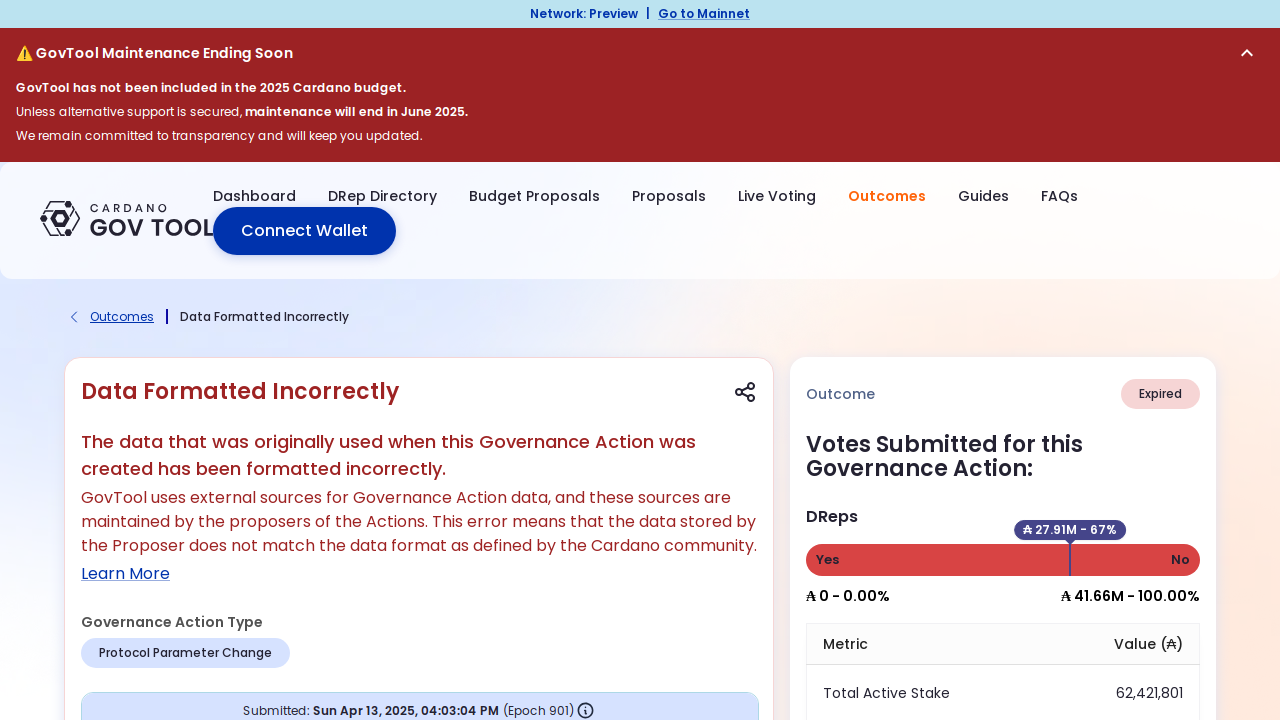 Network: Preview | Go to Mainnet
⚠️ GovTool Maintenance Ending Soon
GovTool has not been included in the 2025 Cardano budget.
Unless alternative support is secured, maintenance will end in June 2025.
We remain committed to transparency and will keep you updated.
CARDANO
GOV TOOL
Dashboard DRep Directory Budget Proposals Proposals Live Voting Outcomes Guides FAQs
Connect Wallet
Outcomes | Data Formatted Incorrectly
Data Formatted Incorrectly
The data that was originally used when this Governance Action was
created has been formatted incorrectly.
GovTool uses external sources for Governance Action data, and these sources are
maintained by the proposers of the Actions. This error means that the data stored by
the Proposer does not match the data format as defined by the Cardano community.
Learn More
Governance Action Type
Protocol Parameter Change
Submitted: Sun Apr 13, 2025, 04:03:04 PM (Epoch 901)
Outcome Expired
Votes Submitted for this
Governance Action:
DReps
₳ 27.91M - 67%
Yes No
₳ 0 - 0.00% ₳ 41.66M - 100.00%
Metric Value (₳)
Total Active Stake 62,421,801